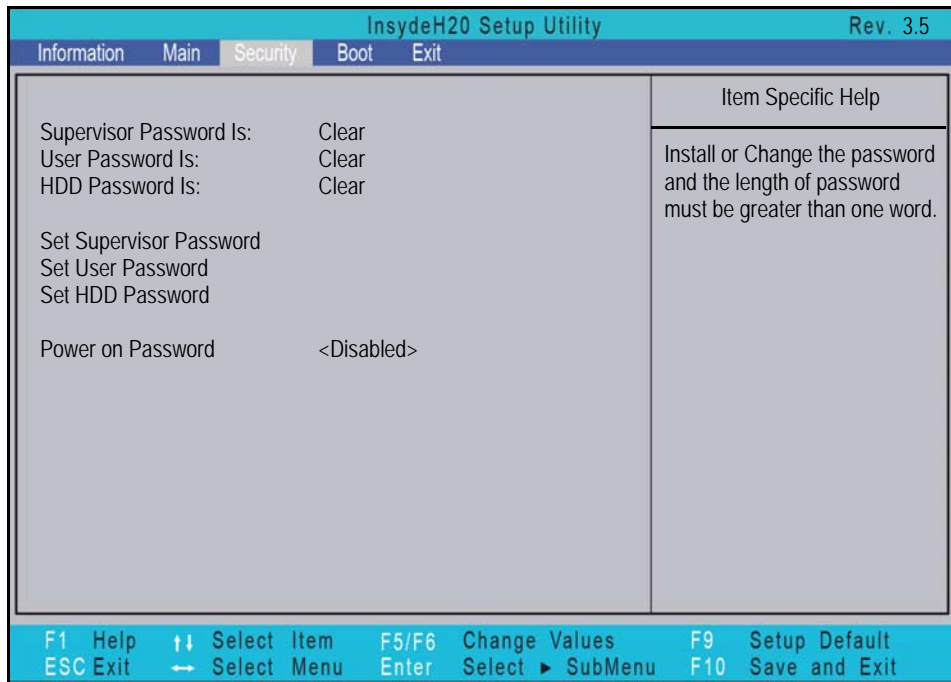 InsydeH20 Setup Utility Rev. 3.5
Information Main Security Boot Exit
Item Specific Help
Supervisor Password Is: Clear
User Password Is: Clear
HDD Password Is: Clear
Install or Change the password
and the length of password
must be greater than one word.
Set Supervisor Password
Set User Password
Set HDD Password
Power on Password <Disabled>
F1 Help ↑↓ Select Item F5/F6 Change Values F9 Setup Default
ESC Exit ↔ Select Menu Enter Select ► SubMenu F10 Save and Exit